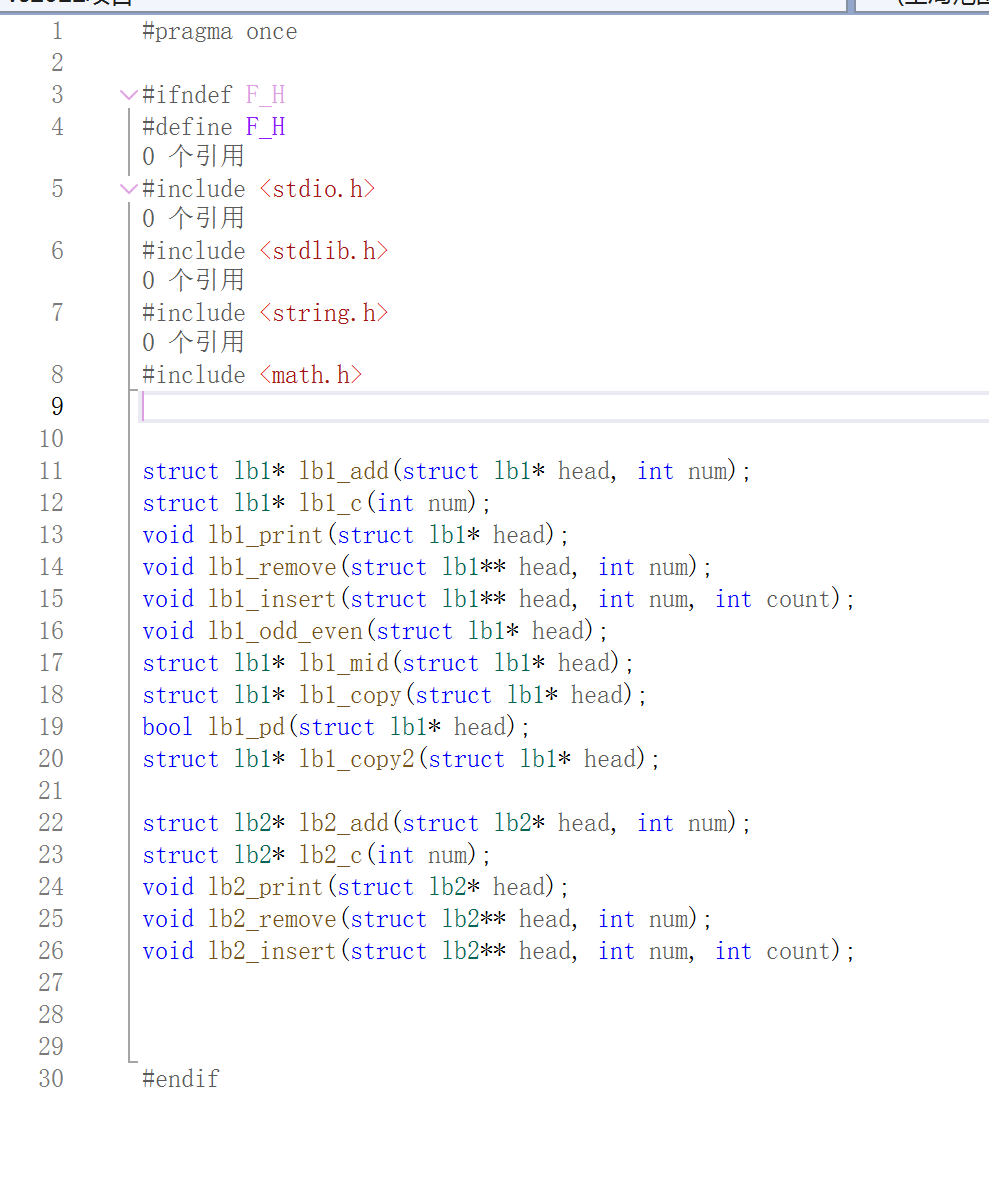 1 #pragma once
2
3 #ifndef F_H
4 #define F_H
0 个引用
5 #include <stdio.h>
0 个引用
6 #include <stdlib.h>
0 个引用
7 #include <string.h>
0 个引用
8 #include <math.h>
9
10
11 struct lb1* lb1_add(struct lb1* head, int num);
12 struct lb1* lb1_c(int num);
13 void lb1_print(struct lb1* head);
14 void lb1_remove(struct lb1** head, int num);
15 void lb1_insert(struct lb1** head, int num, int count);
16 void lb1_odd_even(struct lb1* head);
17 struct lb1* lb1_mid(struct lb1* head);
18 struct lb1* lb1_copy(struct lb1* head);
19 bool lb1_pd(struct lb1* head);
20 struct lb1* lb1_copy2(struct lb1* head);
21
22 struct lb2* lb2_add(struct lb2* head, int num);
23 struct lb2* lb2_c(int num);
24 void lb2_print(struct lb2* head);
25 void lb2_remove(struct lb2** head, int num);
26 void lb2_insert(struct lb2** head, int num, int count);
27
28
29
30 #endif